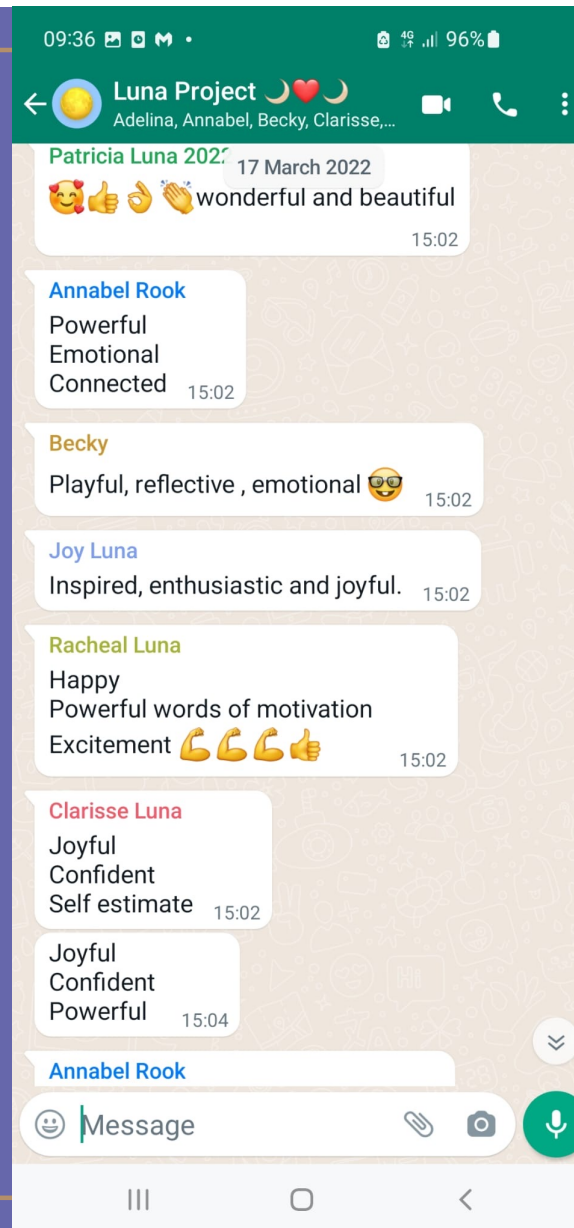 09:36 96%
4G
Luna Project 🌙❤️🌙
Adelina, Annabel, Becky, Clarisse,...
Patricia Luna 2022
17 March 2022
🥰👍👌👏wonderful and beautiful
15:02
Annabel Rook
Powerful
Emotional
Connected 15:02
Becky
Playful, reflective , emotional 🤓 15:02
Joy Luna
Inspired, enthusiastic and joyful. 15:02
Racheal Luna
Happy
Powerful words of motivation
Excitement 💪💪💪👍 15:02
Clarisse Luna
Joyful
Confident
Self estimate 15:02
Joyful
Confident
Powerful 15:04
Annabel Rook
Message